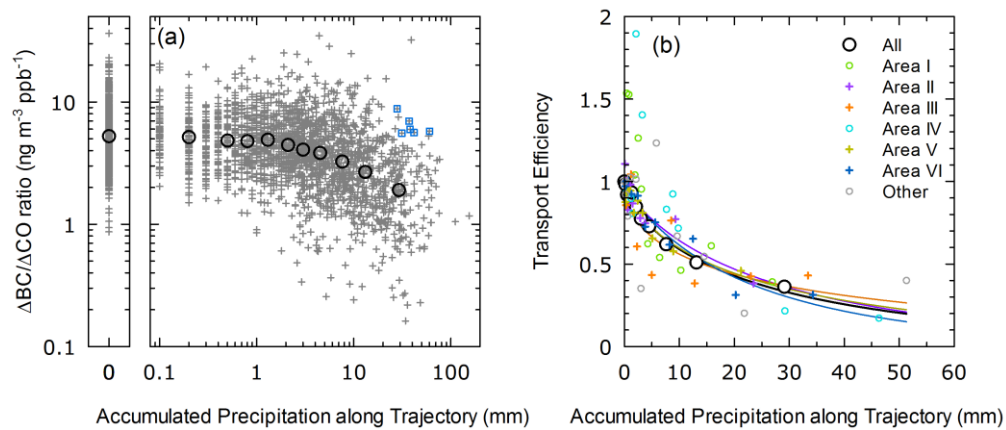 (a)
ΔBC/ΔCO ratio (ng m-3 ppb-1)
10
1
0.1
0
0.1
1
10
100
Accumulated Precipitation along Trajectory (mm)
(b)
Transport Efficiency
2
1.5
1
0.5
0
0
10
20
30
40
50
60
Accumulated Precipitation along Trajectory (mm)
All
Area I
Area II
Area III
Area IV
Area V
Area VI
Other